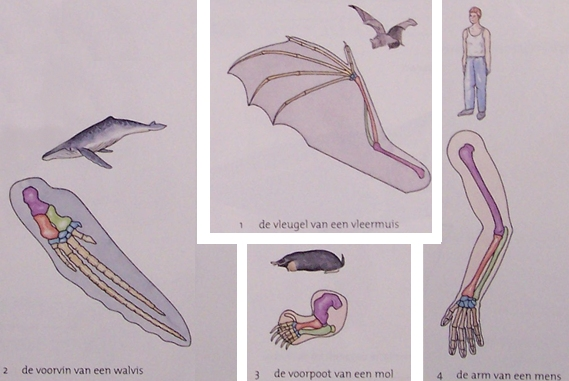 1 de vleugel van een vleermuis
2 de voorvin van een walvis
3 de voorpoot van een mol
4 de arm van een mens